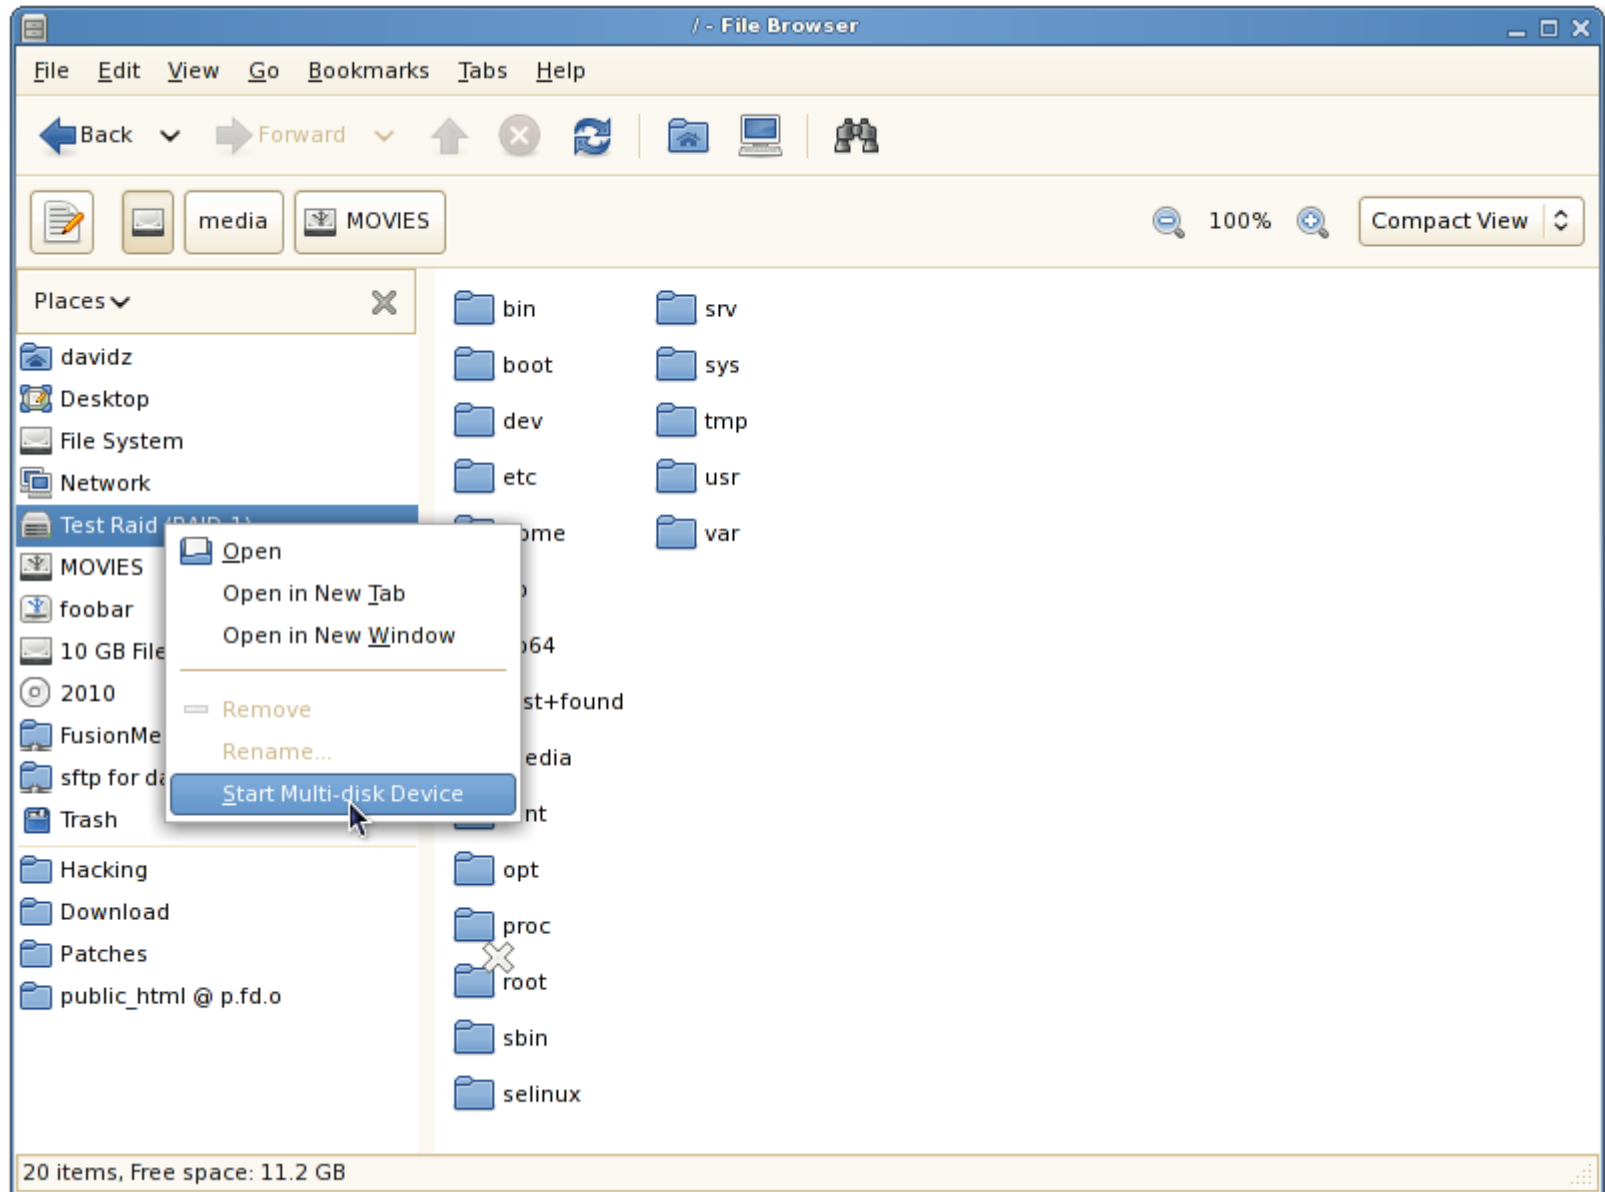 / - File Browser
File Edit View Go Bookmarks Tabs Help
Back Forward
media MOVIES 100% Compact View
Places
davidz
Desktop
File System
Network
Test Raid
MOVIES
foobar
10 GB File
2010
FusionMe
sftp for da
Trash
Hacking
Download
Patches
public_html @ p.fd.o
Open
Open in New Tab
Open in New Window
Remove
Rename...
Start Multi-disk Device
bin
boot
dev
etc
ome
b64
st+found
edia
nt
opt
proc
root
sbin
selinux
srv
sys
tmp
usr
var
20 items, Free space: 11.2 GB